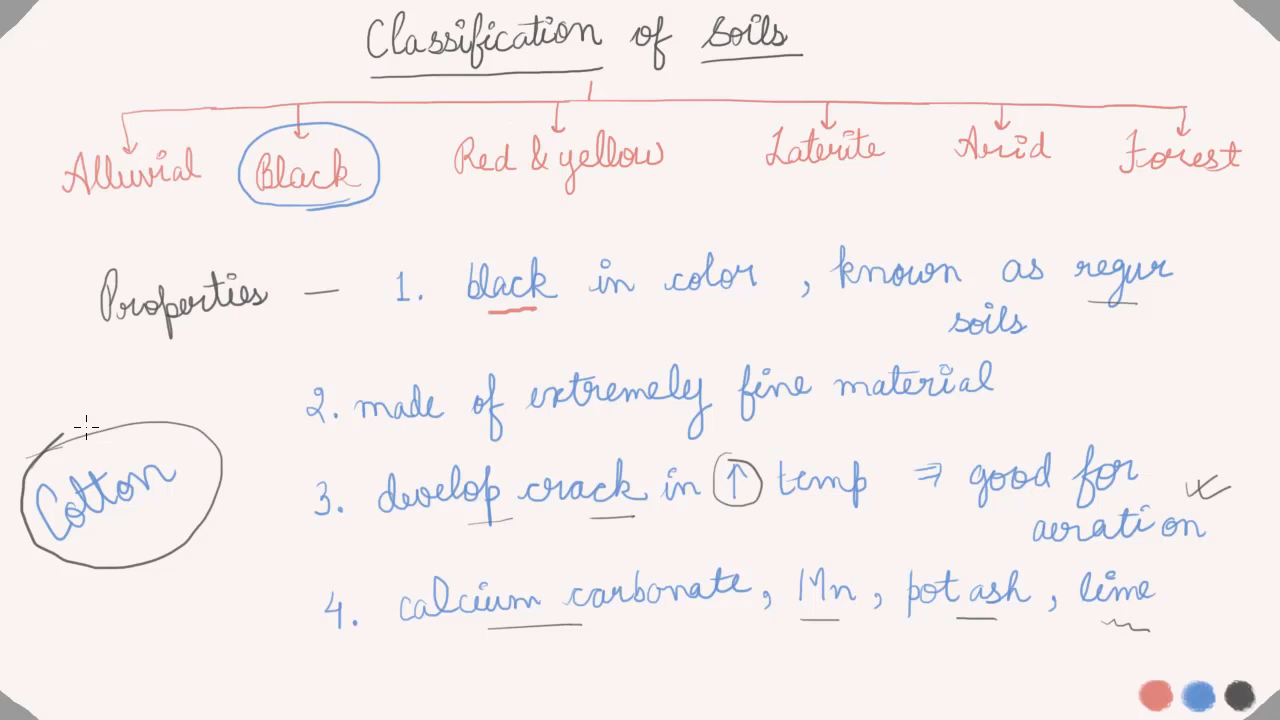 Classification of Soils
Alluvial Black Red & yellow Laterite Arid Forest
Properties — 1. black in color , known as regur
soils
2. made of extremely fine material
3. develop crack in ↑ temp ⇒ good for
aeration
Cotton
4. calcium carbonate, Mn, potash, lime